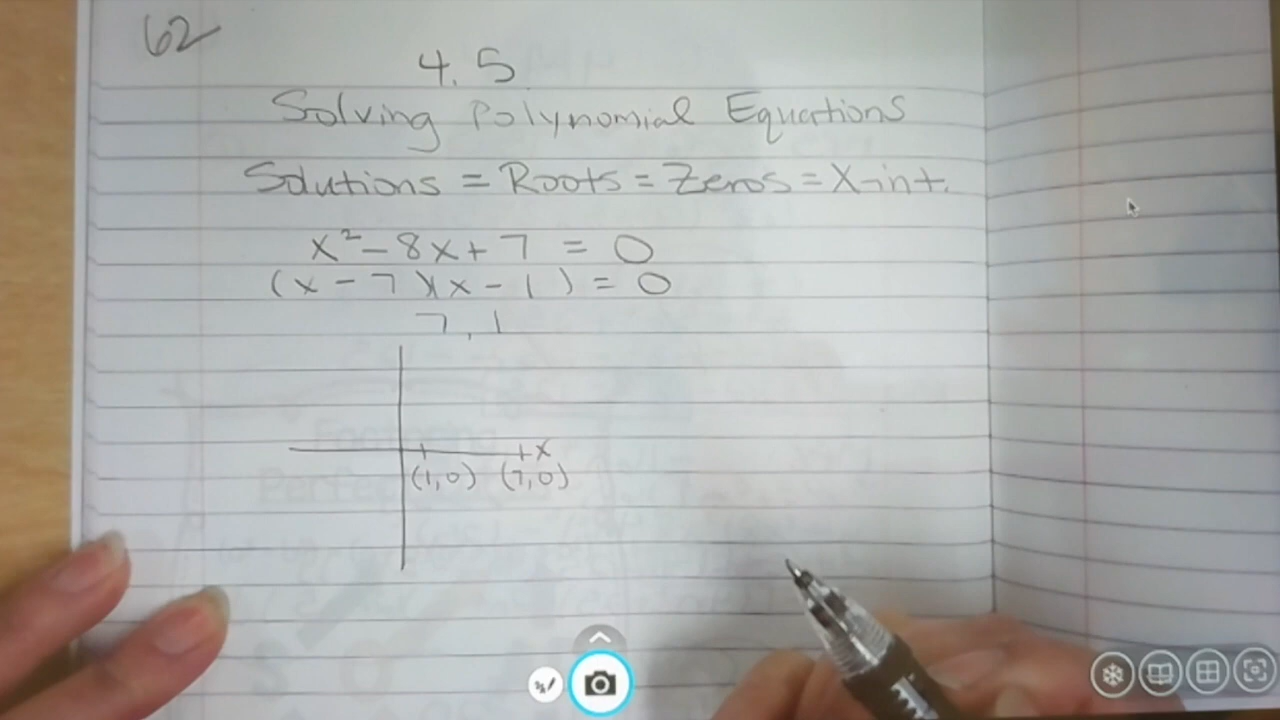 62
4.5
Solving Polynomial Equations
Solutions = Roots = Zeros = X-int.
x² - 8x + 7 = 0
(x - 7)(x - 1) = 0
7, 1
x
(1,0) (7,0)